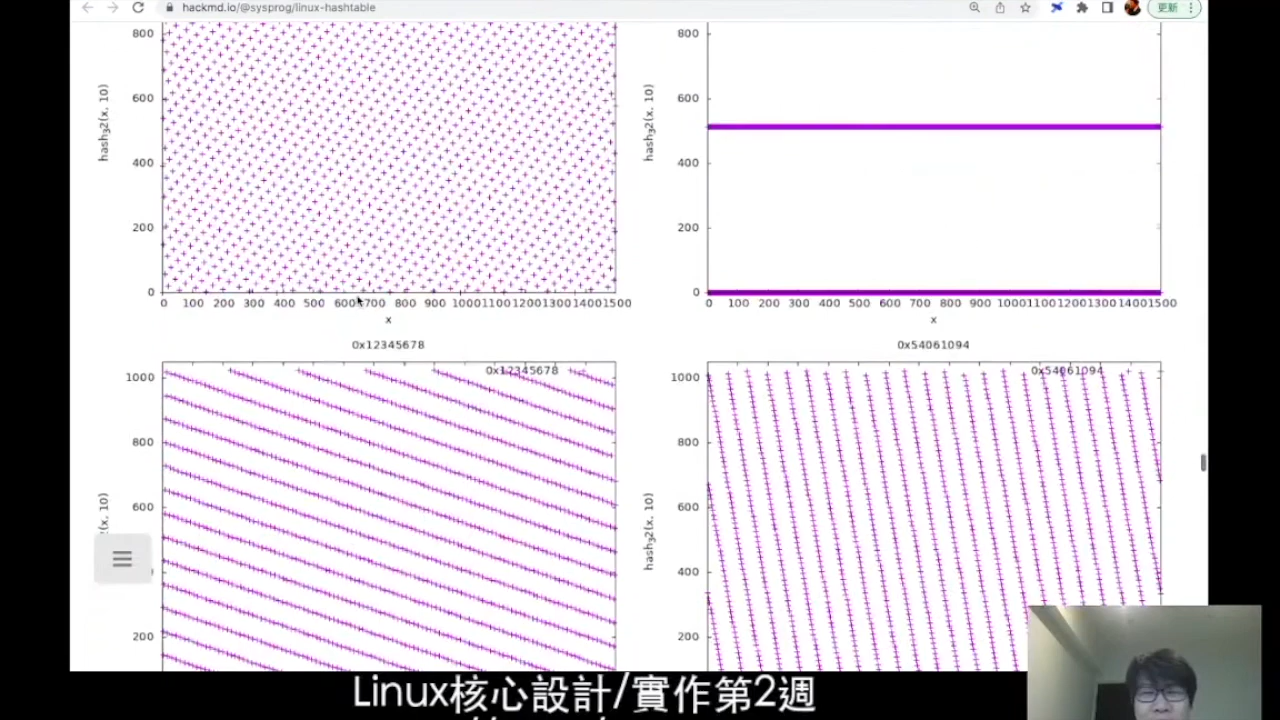 hackmd.io/@sysprog/linux-hashtable
更新
800
600
400
200
0
hash32(x, 10)
0 100 200 300 400 500 600 700 800 900 1000 1100 1200 1300 1400 1500
x
800
600
400
200
0
hash32(x, 10)
0 100 200 300 400 500 600 700 800 900 1000 1100 1200 1300 1400 1500
x
0x12345678
0x12345678
1000
800
600
200
2(x, 10)
0x54061094
0x54061094
1000
800
600
400
200
hash32(x, 10)
Linux核心設計/實作第2週